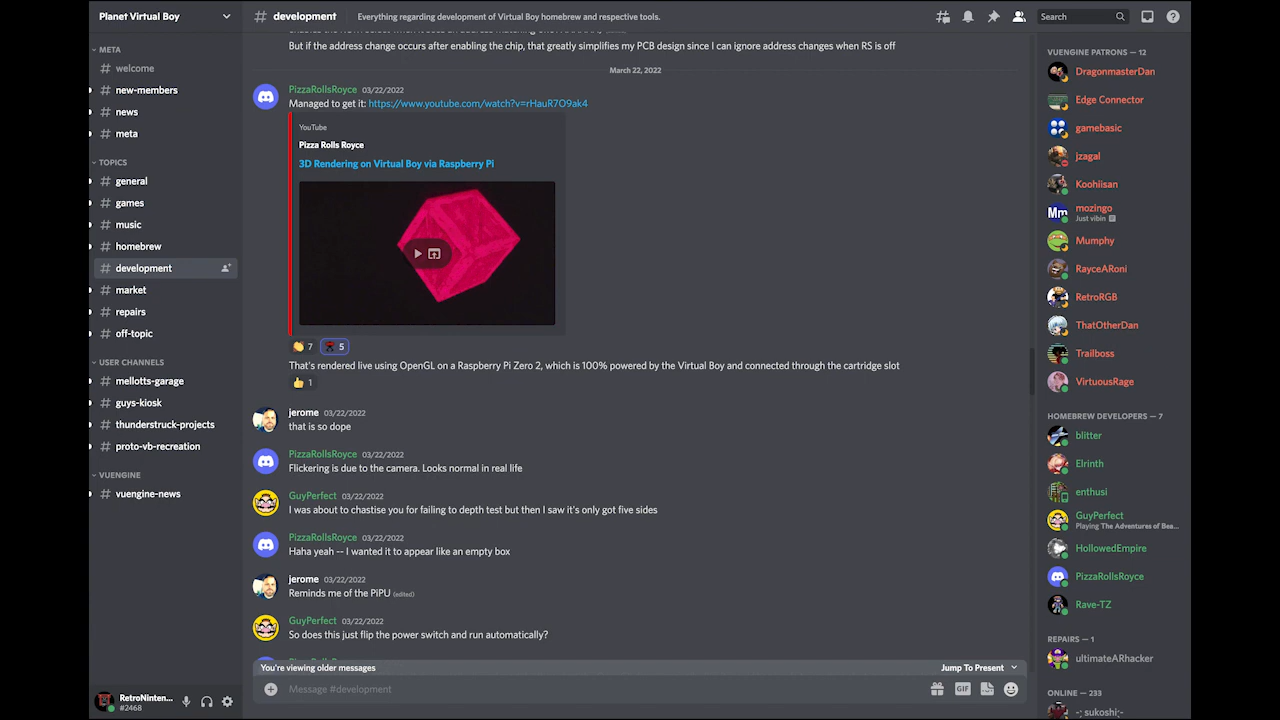 Planet Virtual Boy
META
# welcome
# new-members
# news
# meta
TOPICS
# general
# games
# music
# homebrew
# development
# market
# repairs
# off-topic
USER CHANNELS
# mellotts-garage
# guys-kiosk
# thunderstruck-projects
# proto-vb-recreation
VUENGINE
# vuengine-news
RetroNinten...
#2468
# development
Everything regarding development of Virtual Boy homebrew and respective tools.
Search
But if the address change occurs after enabling the chip, that greatly simplifies my PCB design since I can ignore address changes when RS is off
March 22, 2022
PizzaRollsRoyce 03/22/2022
Managed to get it: https://www.youtube.com/watch?v=rHauR7O9ak4
YouTube
Pizza Rolls Royce
3D Rendering on Virtual Boy via Raspberry Pi
7
5
That's rendered live using OpenGL on a Raspberry Pi Zero 2, which is 100% powered by the Virtual Boy and connected through the cartridge slot
1
jerome 03/22/2022
that is so dope
PizzaRollsRoyce 03/22/2022
Flickering is due to the camera. Looks normal in real life
GuyPerfect 03/22/2022
I was about to chastise you for failing to depth test but then I saw it's only got five sides
PizzaRollsRoyce 03/22/2022
Haha yeah -- I wanted it to appear like an empty box
jerome 03/22/2022
Reminds me of the PiPU (edited)
GuyPerfect 03/22/2022
So does this just flip the power switch and run automatically?
You're viewing older messages
Jump To Present
Message #development
GIF
VUENGINE PATRONS — 12
DragonmasterDan
Edge Connector
gamebasic
jzagal
Koohiisan
Mm
mozingo
Just vibin
Mumphy
RayceARoni
RetroRGB
ThatOtherDan
Trailboss
VirtuousRage
HOMEBREW DEVELOPERS — 7
blitter
Elrinth
enthusi
GuyPerfect
Playing The Adventures of Bea...
HollowedEmpire
PizzaRollsRoyce
Rave-TZ
REPAIRS — 1
ultimateARhacker
ONLINE — 233
-; sukoshi;-